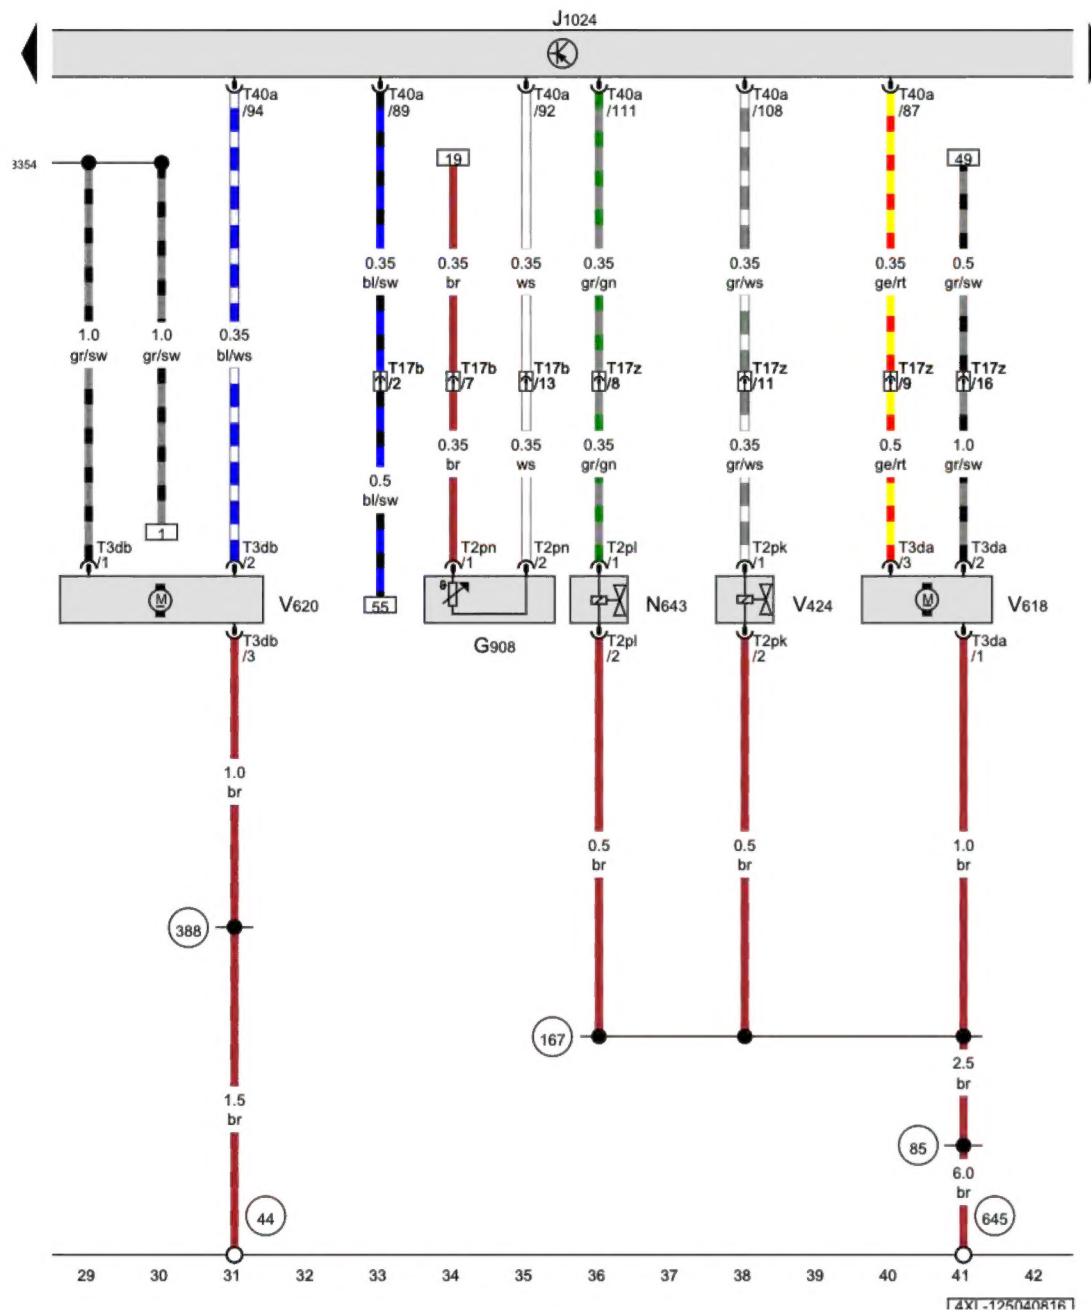 J1024
T40a
/94
T40a
/89
T40a
/92
T40a
/111
T40a
/108
T40a
/87
3354
19
49
0.35
bl/sw
0.35
br
0.35
ws
0.35
gr/gn
0.35
gr/ws
0.35
ge/rt
0.5
gr/sw
1.0
gr/sw
1.0
gr/sw
0.35
bl/ws
T17b
/2
T17b
/7
T17b
/13
T17z
/8
T17z
/11
T17z
/9
T17z
/16
0.5
bl/sw
0.35
br
0.35
ws
0.35
gr/gn
0.35
gr/ws
0.5
ge/rt
1.0
gr/sw
1
T3db
/1
T3db
/2
T2pn
/1
T2pn
/2
T2pl
/1
T2pk
/1
T3da
/3
T3da
/2
M
V620
55
G908
N643
V424
M
V618
T3db
/3
T2pl
/2
T2pk
/2
T3da
/1
1.0
br
0.5
br
0.5
br
1.0
br
388
167
2.5
br
1.5
br
85
6.0
br
44
645
29 30 31 32 33 34 35 36 37 38 39 40 41 42
4XL-125040816